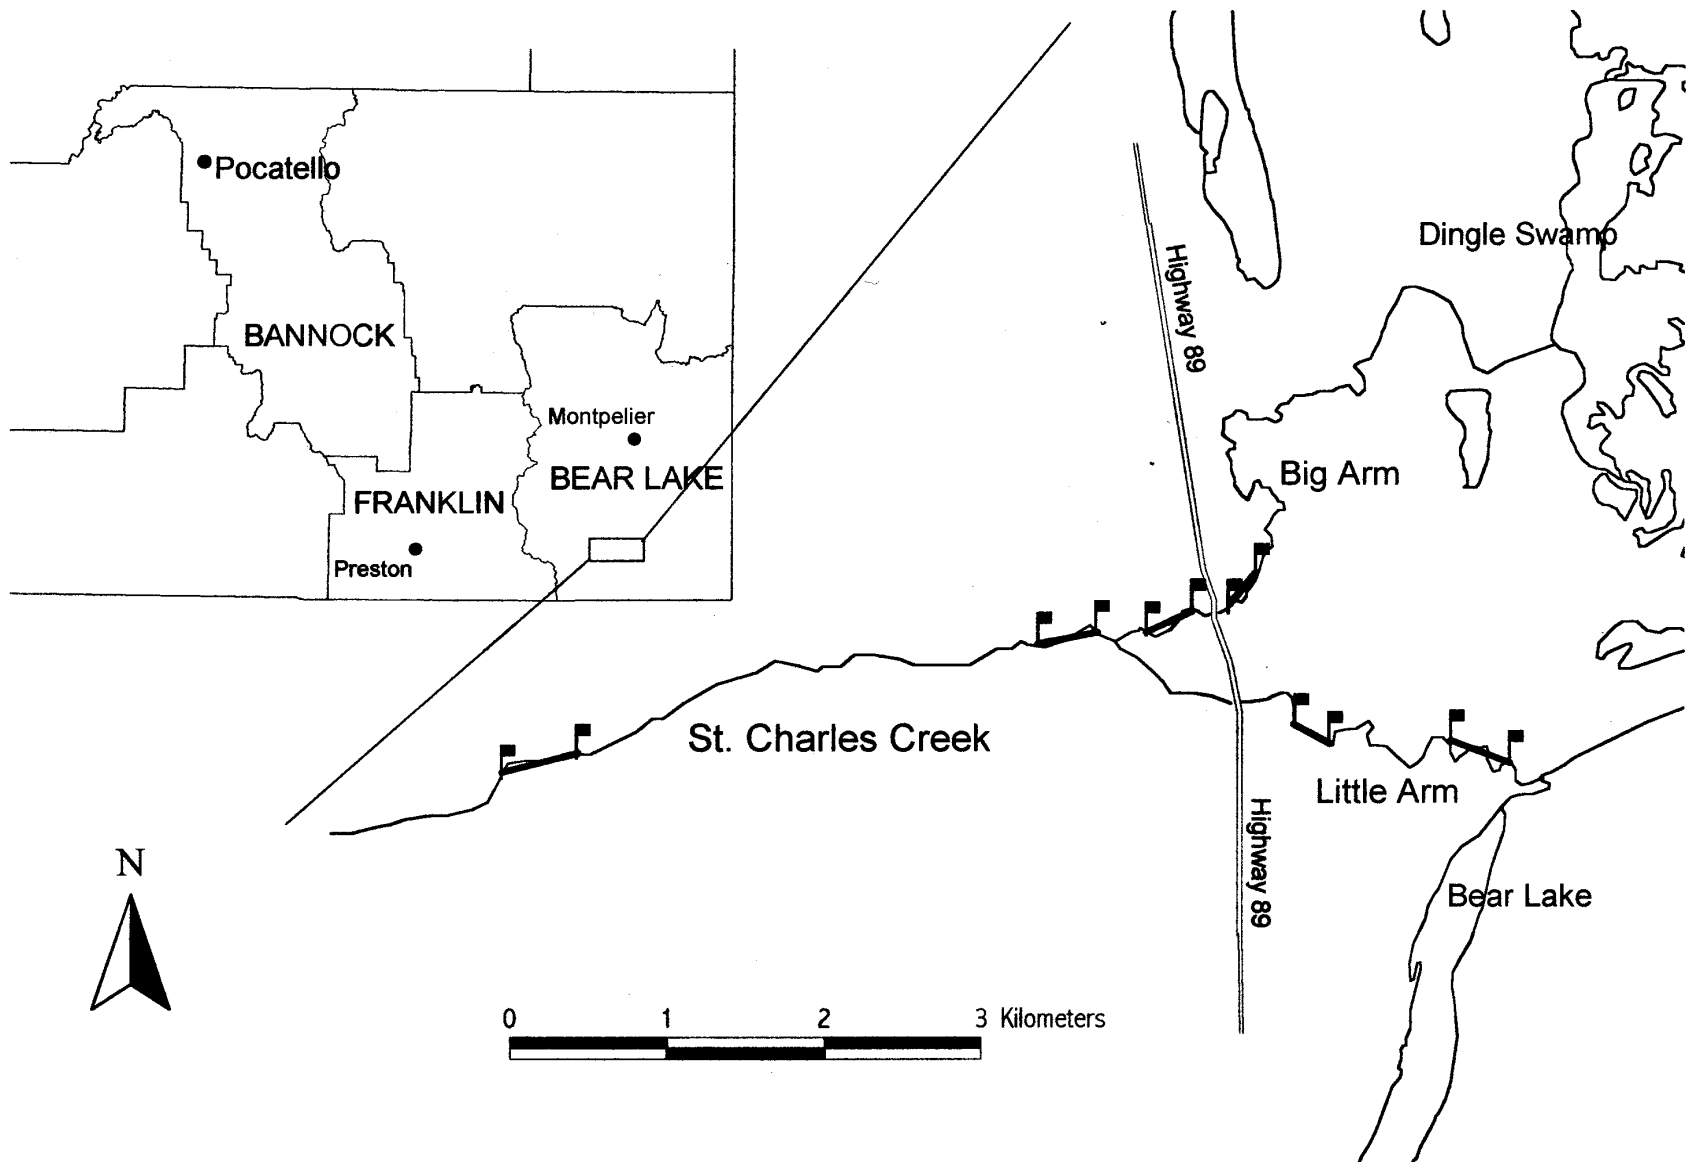 Pocatello
Dingle Swamp
Highway 89
BANNOCK
Montpelier
BEAR LAKE
Big Arm
FRANKLIN
Preston
St. Charles Creek
Little Arm
Highway 89
N
Bear Lake
0 1 2 3 Kilometers